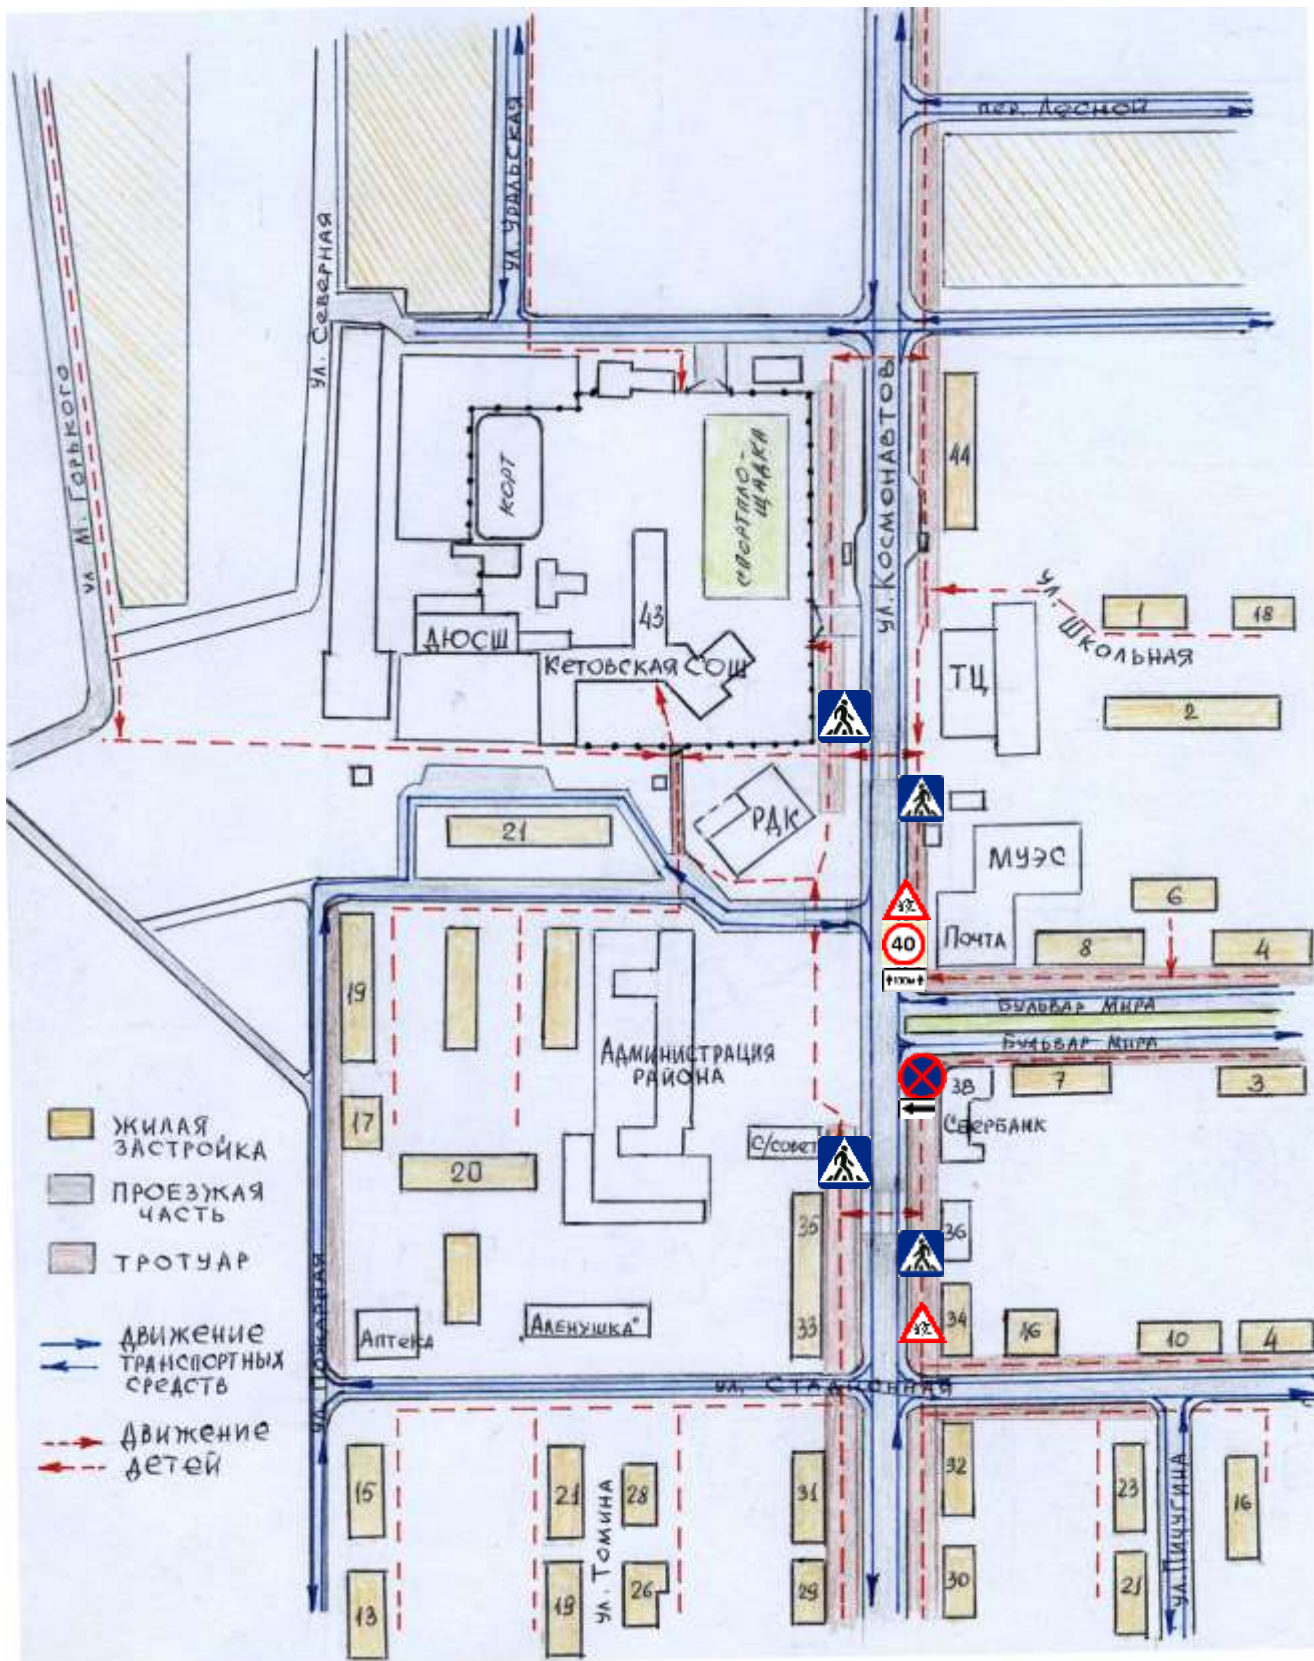 пер. Лесной
ул. Уральская
ул. Северная
ул. М. Горького
ул. Космонавтов
44
КОРТ
СПОРТПЛО-
ЩАДКА
43
ДЮСШ
КЕТОВСКАЯ СОШ
ул. ШКОЛЬНАЯ
1
18
ТЦ
2
21
РДК
МУЭС
6
40
ПОЧТА
8
4
БУЛЬВАР МИРА
БУЛЬВАР МИРА
19
АДМИНИСТРАЦИЯ
РАЙОНА
38
7
3
СБЕРБАНК
17
С/совет
20
ЖИЛАЯ
ЗАСТРОЙКА
ПРОЕЗЖАЯ
ЧАСТЬ
ТРОТУАР
ДВИЖЕНИЕ
ТРАНСПОРТНЫХ
СРЕДСТВ
ДВИЖЕНИЕ
ДЕТЕЙ
35
36
33
34
16
10
4
АПТЕКА
"АЛЕНУШКА"
ул. ПОЖАРНАЯ
ул. СТАДИОННАЯ
15
21
28
31
32
23
16
ул. ТОМИНА
ул. ПИЧУГИНА
13
19
26
29
30
21